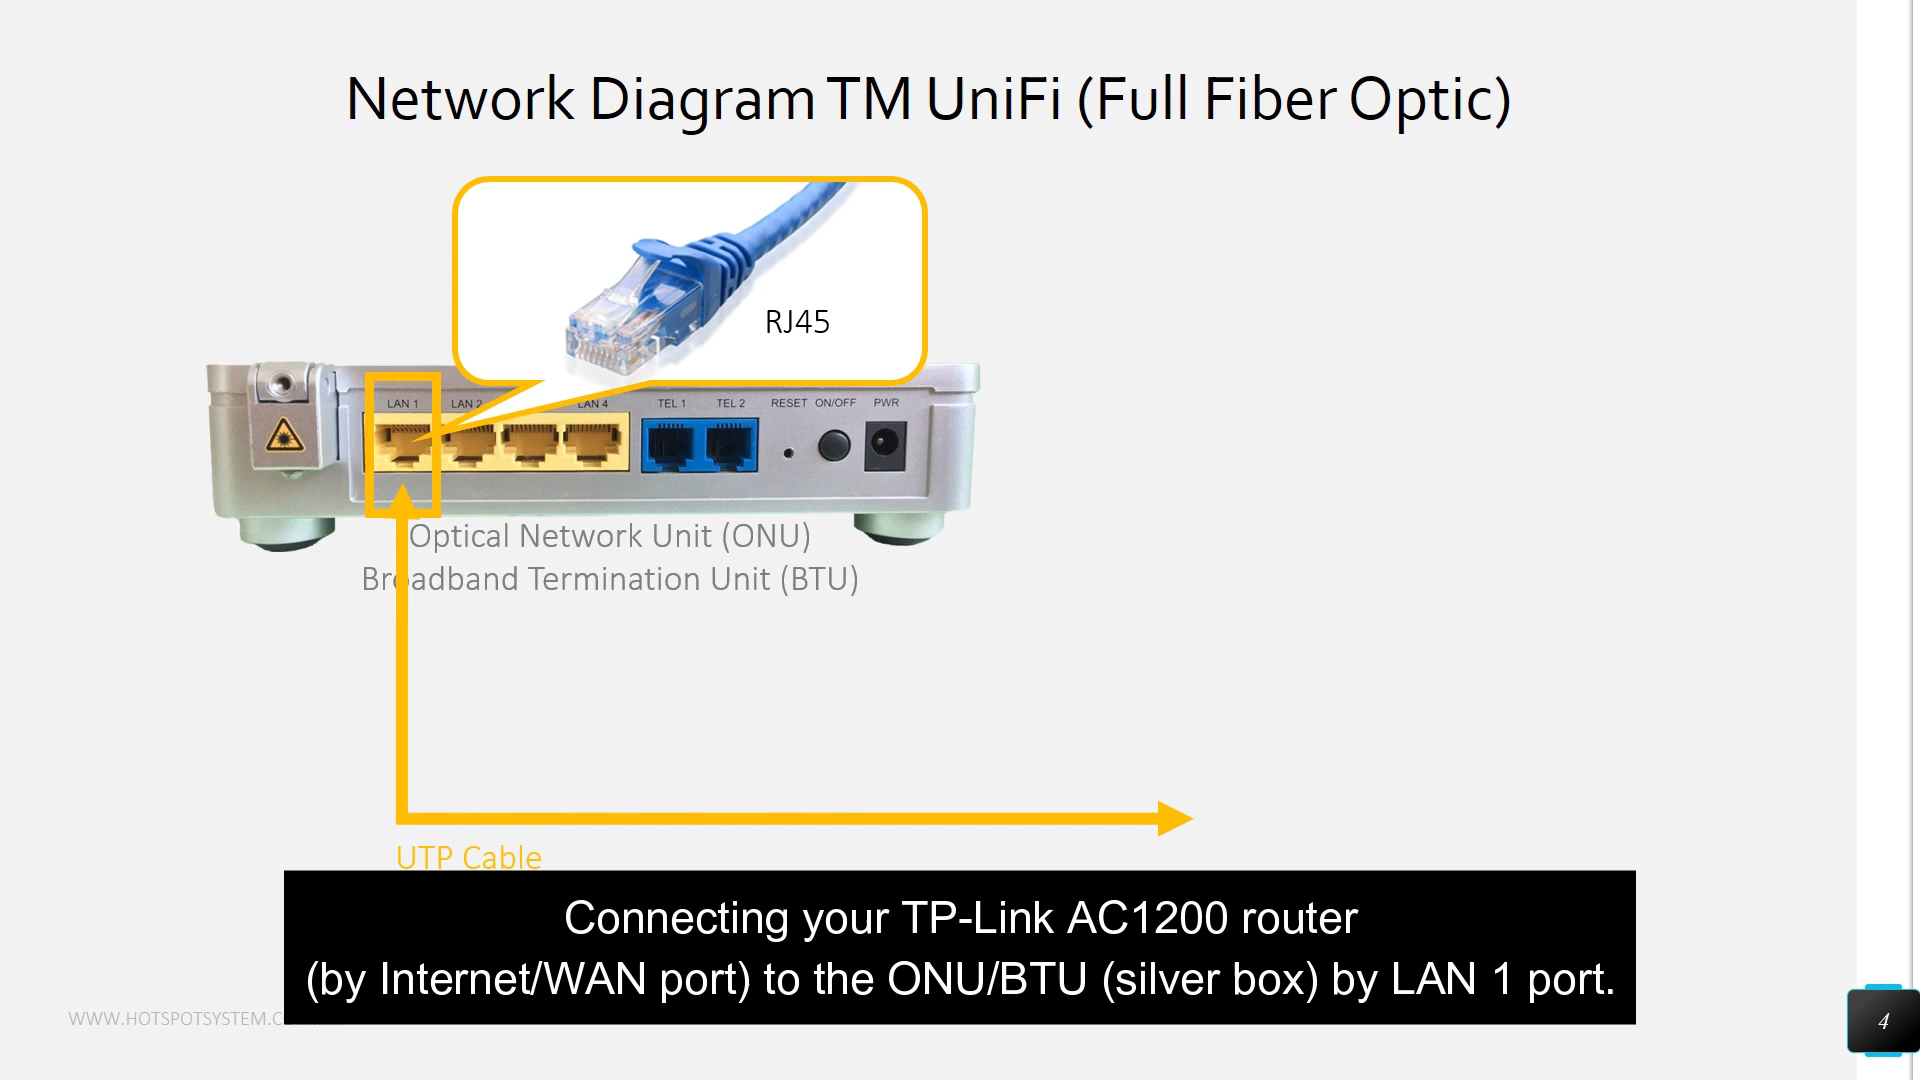 Network Diagram TM UniFi (Full Fiber Optic)
RJ45
LAN 1 LAN 2 LAN 4 TEL 1 TEL 2 RESET ON/OFF PWR
Optical Network Unit (ONU)
Broadband Termination Unit (BTU)
UTP Cable
Connecting your TP-Link AC1200 router
(by Internet/WAN port) to the ONU/BTU (silver box) by LAN 1 port.
WWW.HOTSPOTSYSTEM.C
4